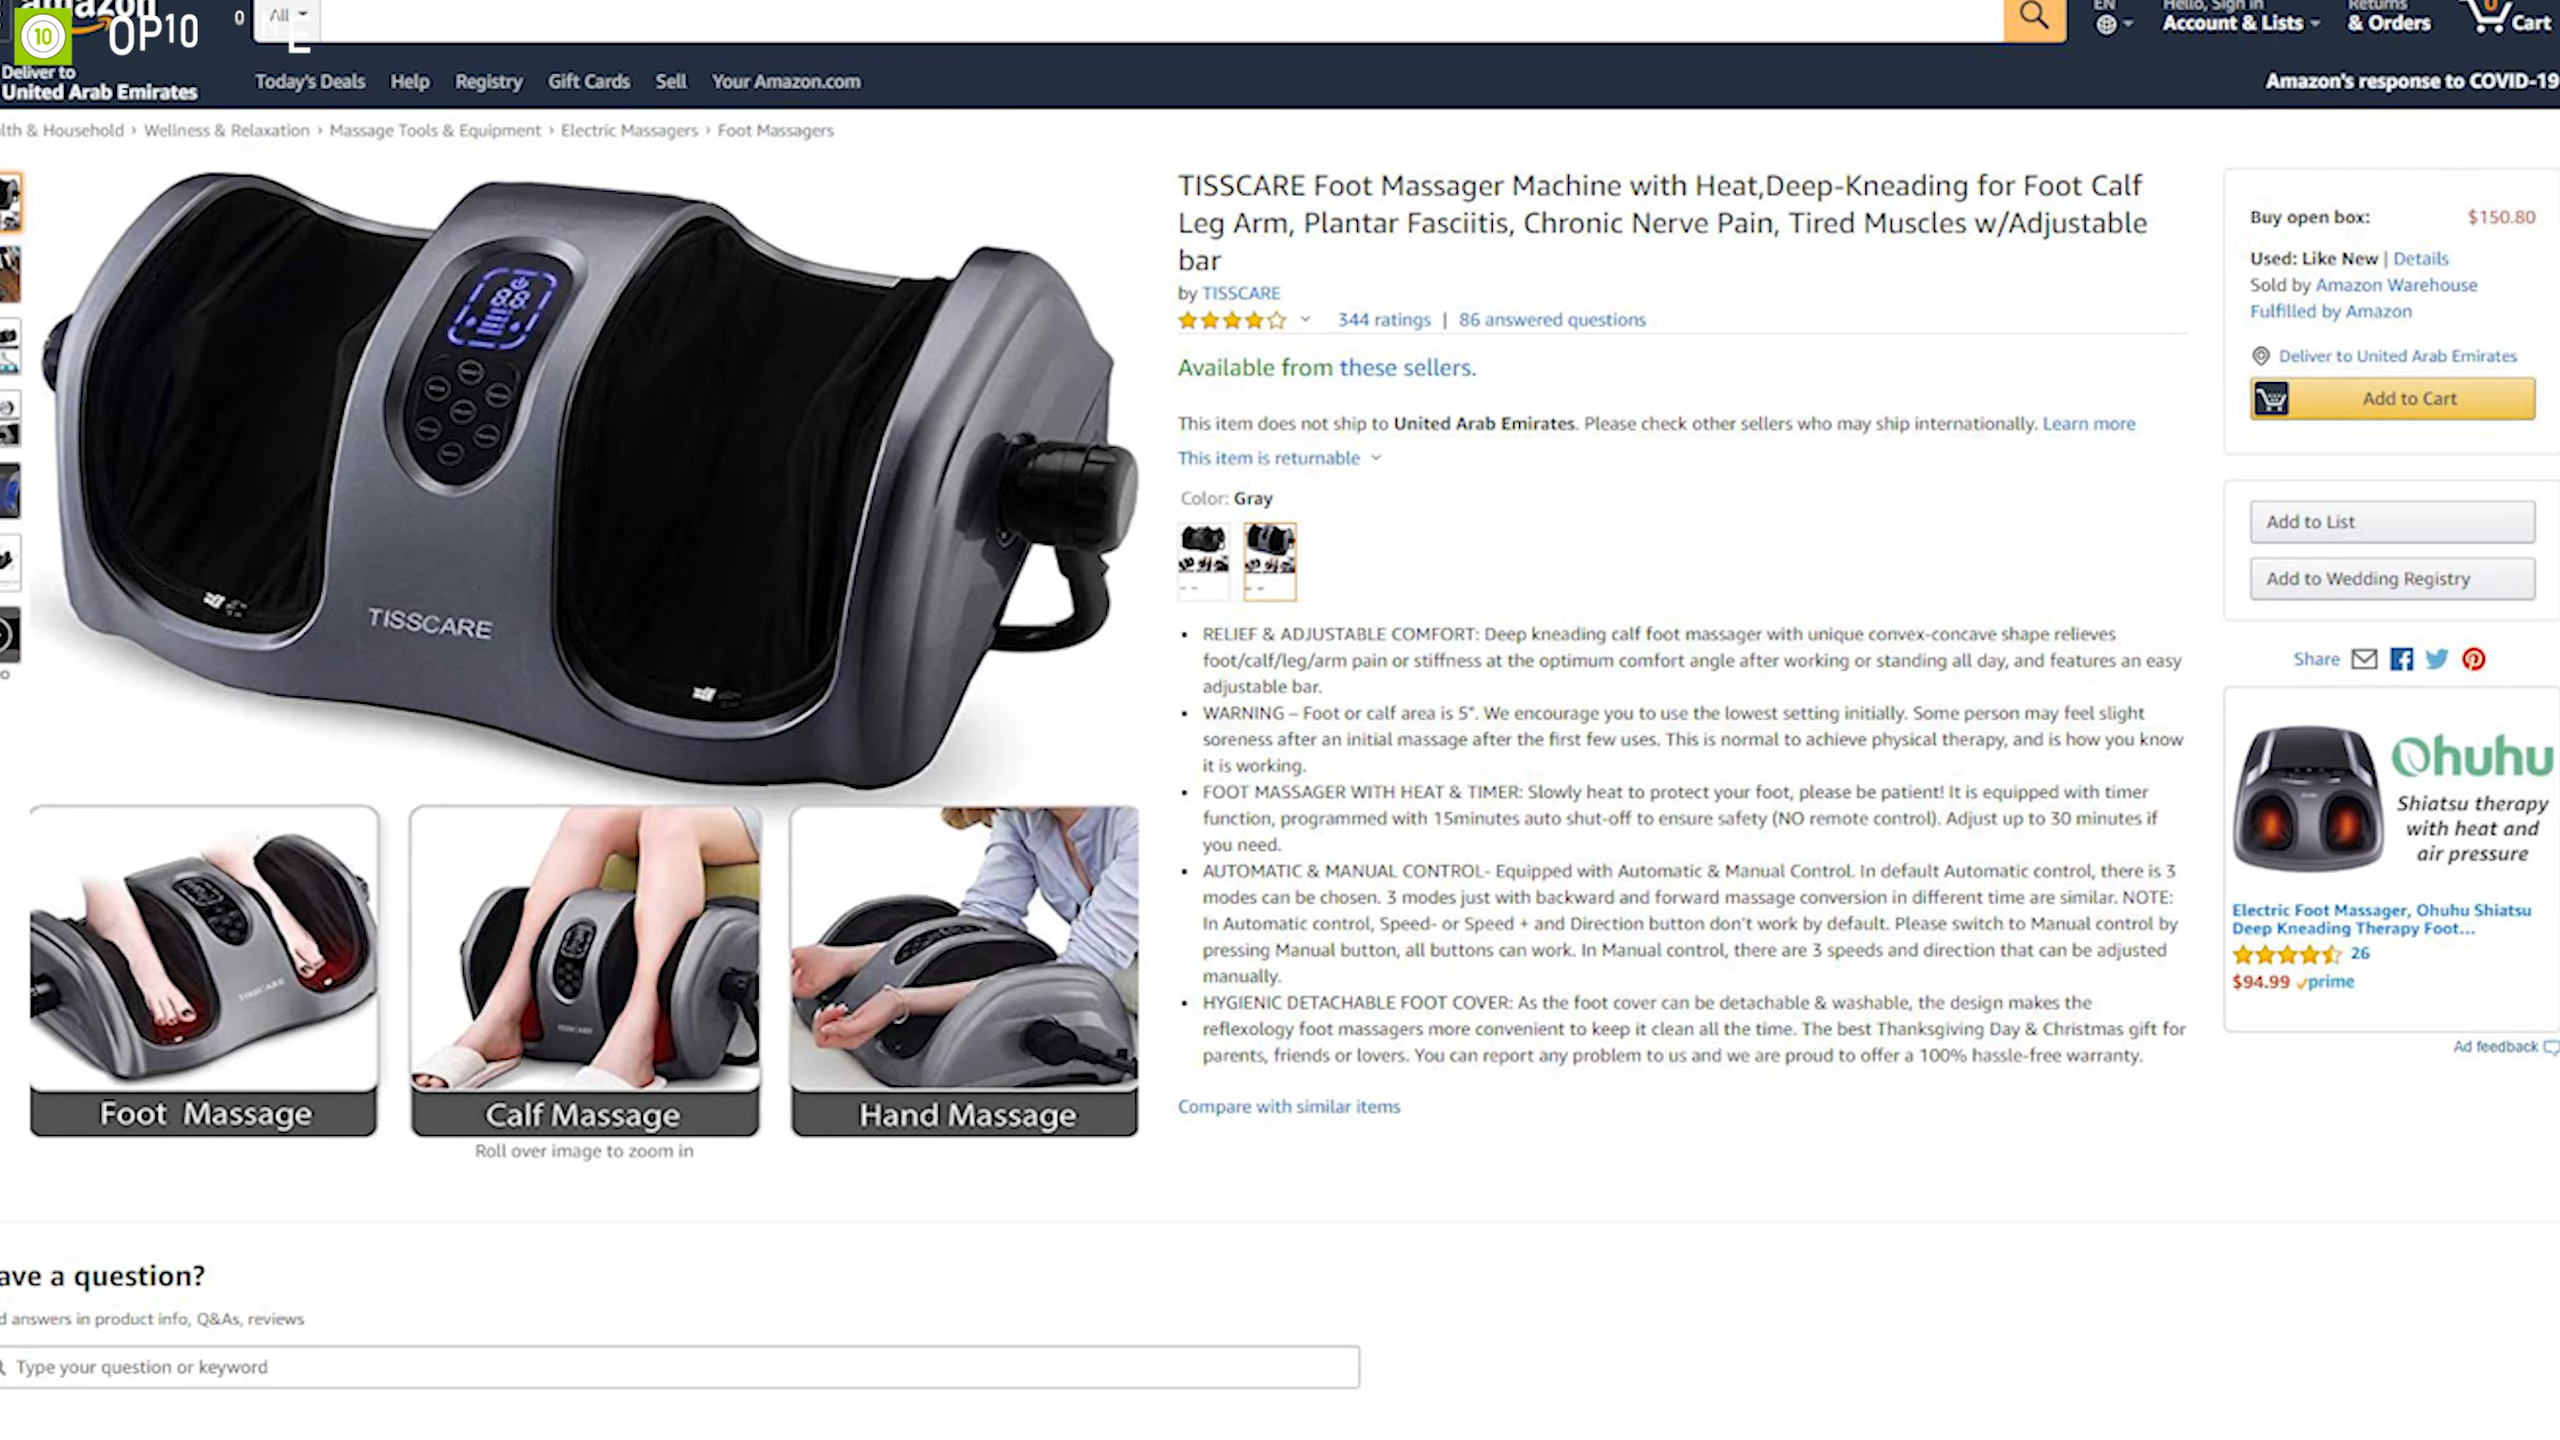 amazon
10
OP10
0
All
E
EN
Hello, Sign in
Account & Lists
Returns
& Orders
0
Cart
Deliver to
United Arab Emirates
Today's Deals Help Registry Gift Cards Sell Your Amazon.com
Amazon's response to COVID-19
lth & Household › Wellness & Relaxation › Massage Tools & Equipment › Electric Massagers › Foot Massagers
TISSCARE
Foot Massage
Calf Massage
Hand Massage
Roll over image to zoom in
TISSCARE Foot Massager Machine with Heat,Deep-Kneading for Foot Calf
Leg Arm, Plantar Fasciitis, Chronic Nerve Pain, Tired Muscles w/Adjustable
bar
by TISSCARE
344 ratings | 86 answered questions
Available from these sellers.
This item does not ship to United Arab Emirates. Please check other sellers who may ship internationally. Learn more
This item is returnable
Color: Gray
• RELIEF & ADJUSTABLE COMFORT: Deep kneading calf foot massager with unique convex-concave shape relieves
foot/calf/leg/arm pain or stiffness at the optimum comfort angle after working or standing all day, and features an easy
adjustable bar.
• WARNING – Foot or calf area is 5". We encourage you to use the lowest setting initially. Some person may feel slight
soreness after an initial massage after the first few uses. This is normal to achieve physical therapy, and is how you know
it is working.
• FOOT MASSAGER WITH HEAT & TIMER: Slowly heat to protect your foot, please be patient! It is equipped with timer
function, programmed with 15minutes auto shut-off to ensure safety (NO remote control). Adjust up to 30 minutes if
you need.
• AUTOMATIC & MANUAL CONTROL- Equipped with Automatic & Manual Control. In default Automatic control, there is 3
modes can be chosen. 3 modes just with backward and forward massage conversion in different time are similar. NOTE:
In Automatic control, Speed- or Speed + and Direction button don't work by default. Please switch to Manual control by
pressing Manual button, all buttons can work. In Manual control, there are 3 speeds and direction that can be adjusted
manually.
• HYGIENIC DETACHABLE FOOT COVER: As the foot cover can be detachable & washable, the design makes the
reflexology foot massagers more convenient to keep it clean all the time. The best Thanksgiving Day & Christmas gift for
parents, friends or lovers. You can report any problem to us and we are proud to offer a 100% hassle-free warranty.
Compare with similar items
Buy open box: $150.80
Used: Like New | Details
Sold by Amazon Warehouse
Fulfilled by Amazon
Deliver to United Arab Emirates
Add to Cart
Add to List
Add to Wedding Registry
Share
Ohuhu
Shiatsu therapy
with heat and
air pressure
Electric Foot Massager, Ohuhu Shiatsu
Deep Kneading Therapy Foot...
26
$94.99 prime
Ad feedback
ave a question?
d answers in product info, Q&As, reviews
Type your question or keyword